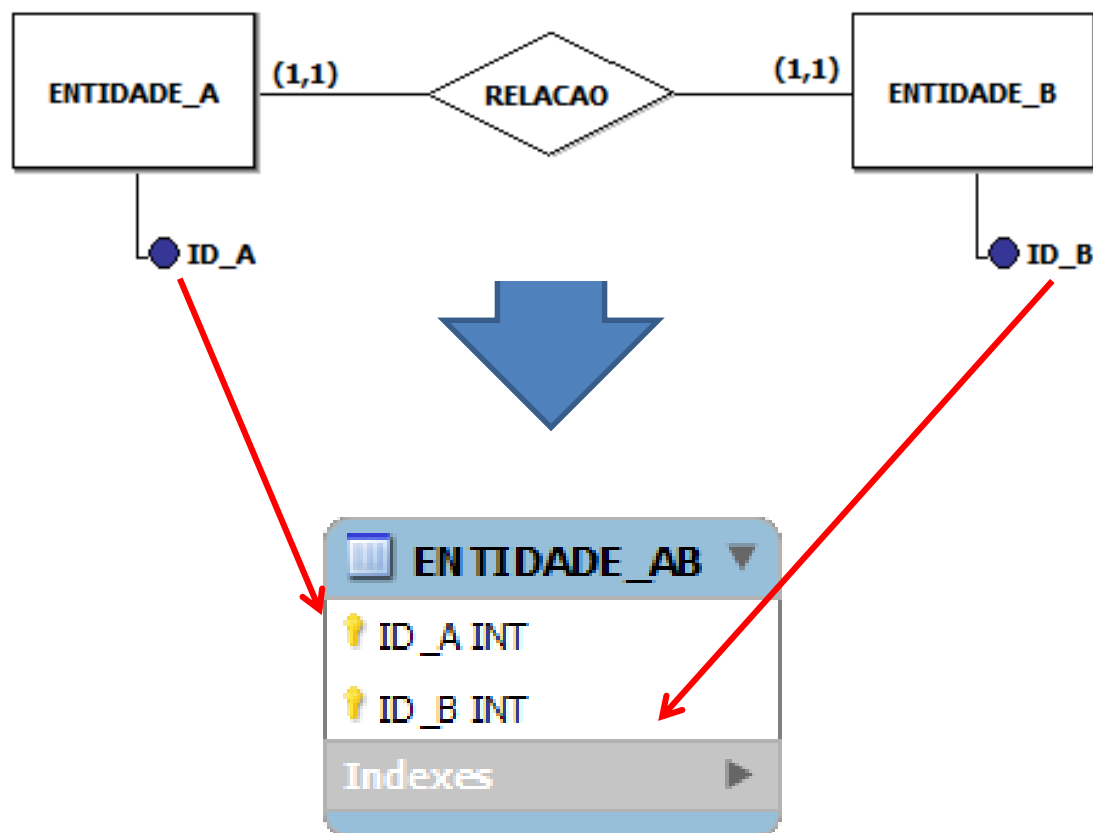 ENTIDADE_A
(1,1)
RELACAO
(1,1)
ENTIDADE_B
ID_A
ID_B
ENTIDADE_AB
ID_A INT
ID_B INT
Indexes